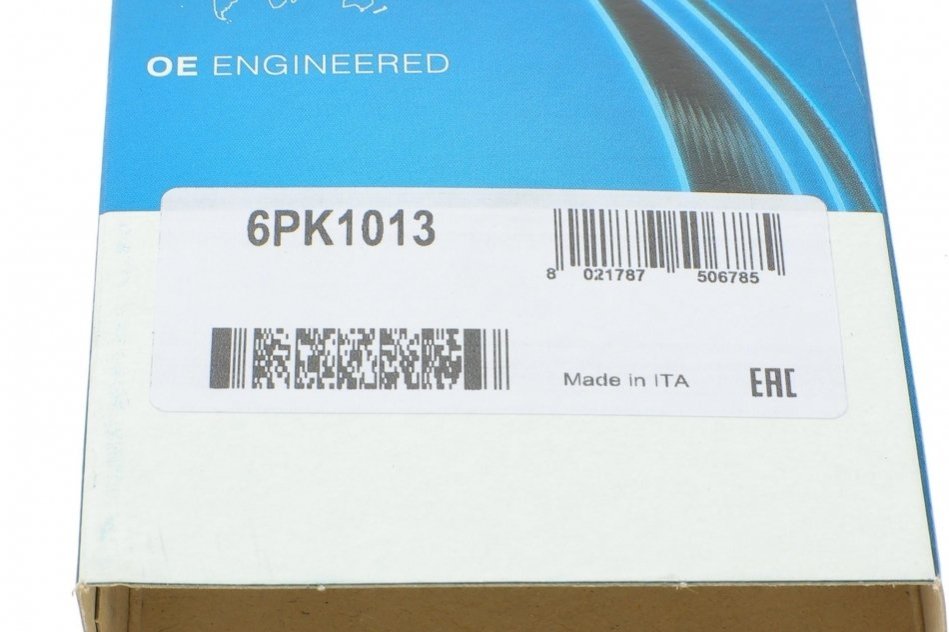 OE ENGINEERED
6PK1013
8 021787 506785
Made in ITA
EAC